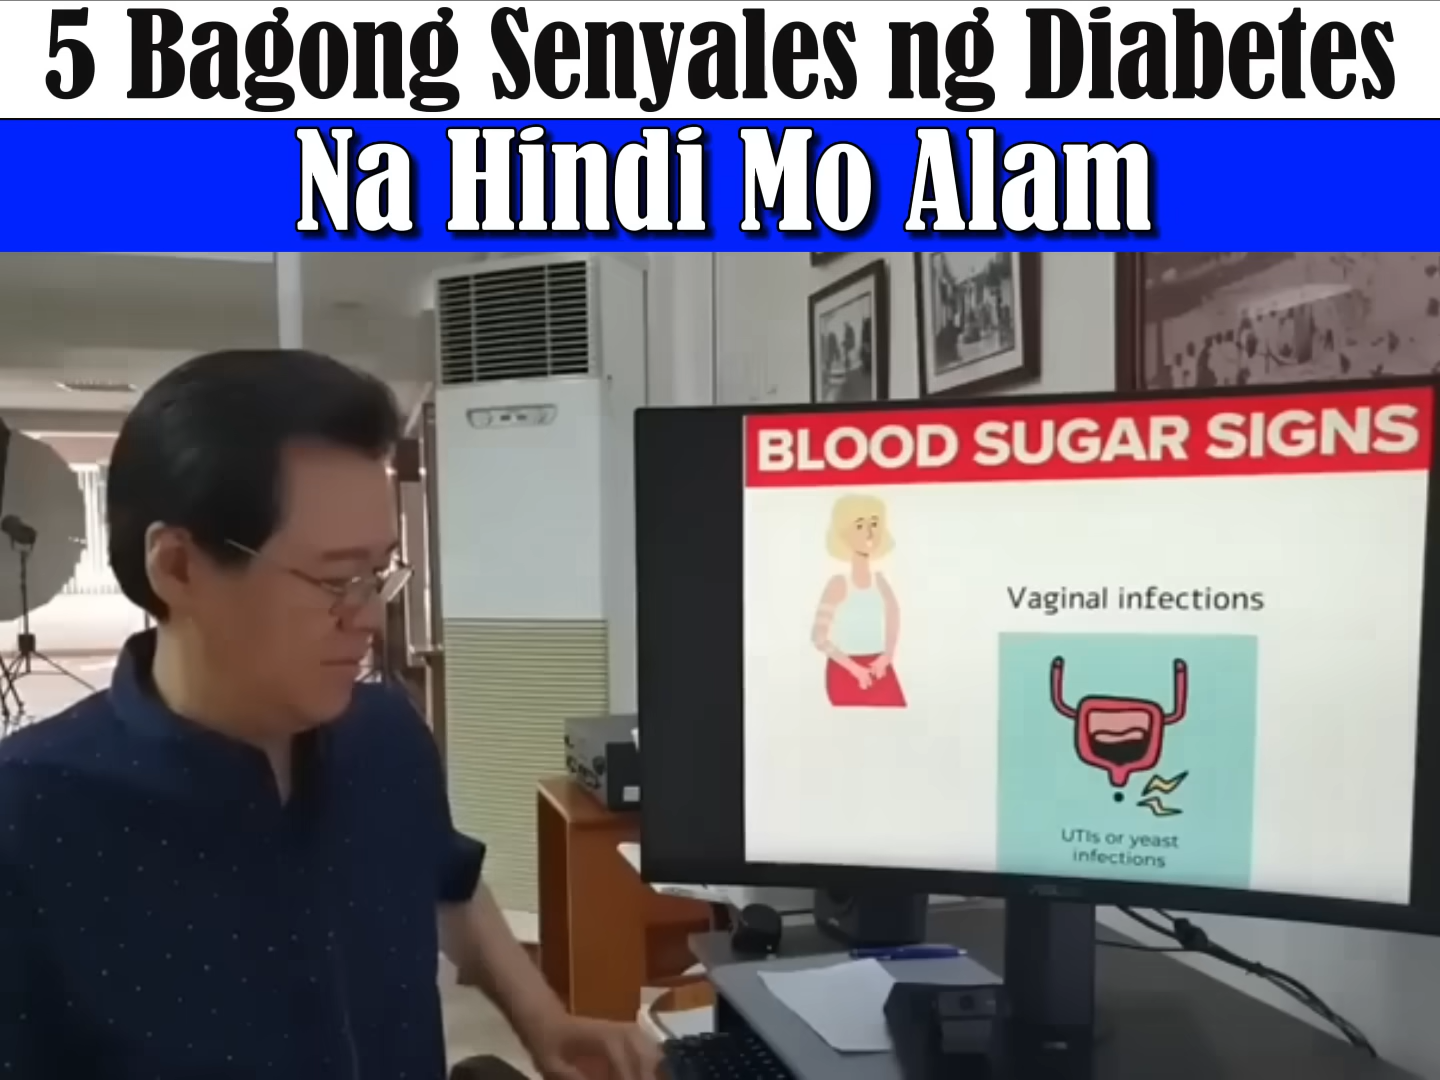 5 Bagong Senyales ng Diabetes
Na Hindi Mo Alam
BLOOD SUGAR SIGNS
Vaginal infections
UTIs or yeast
infections